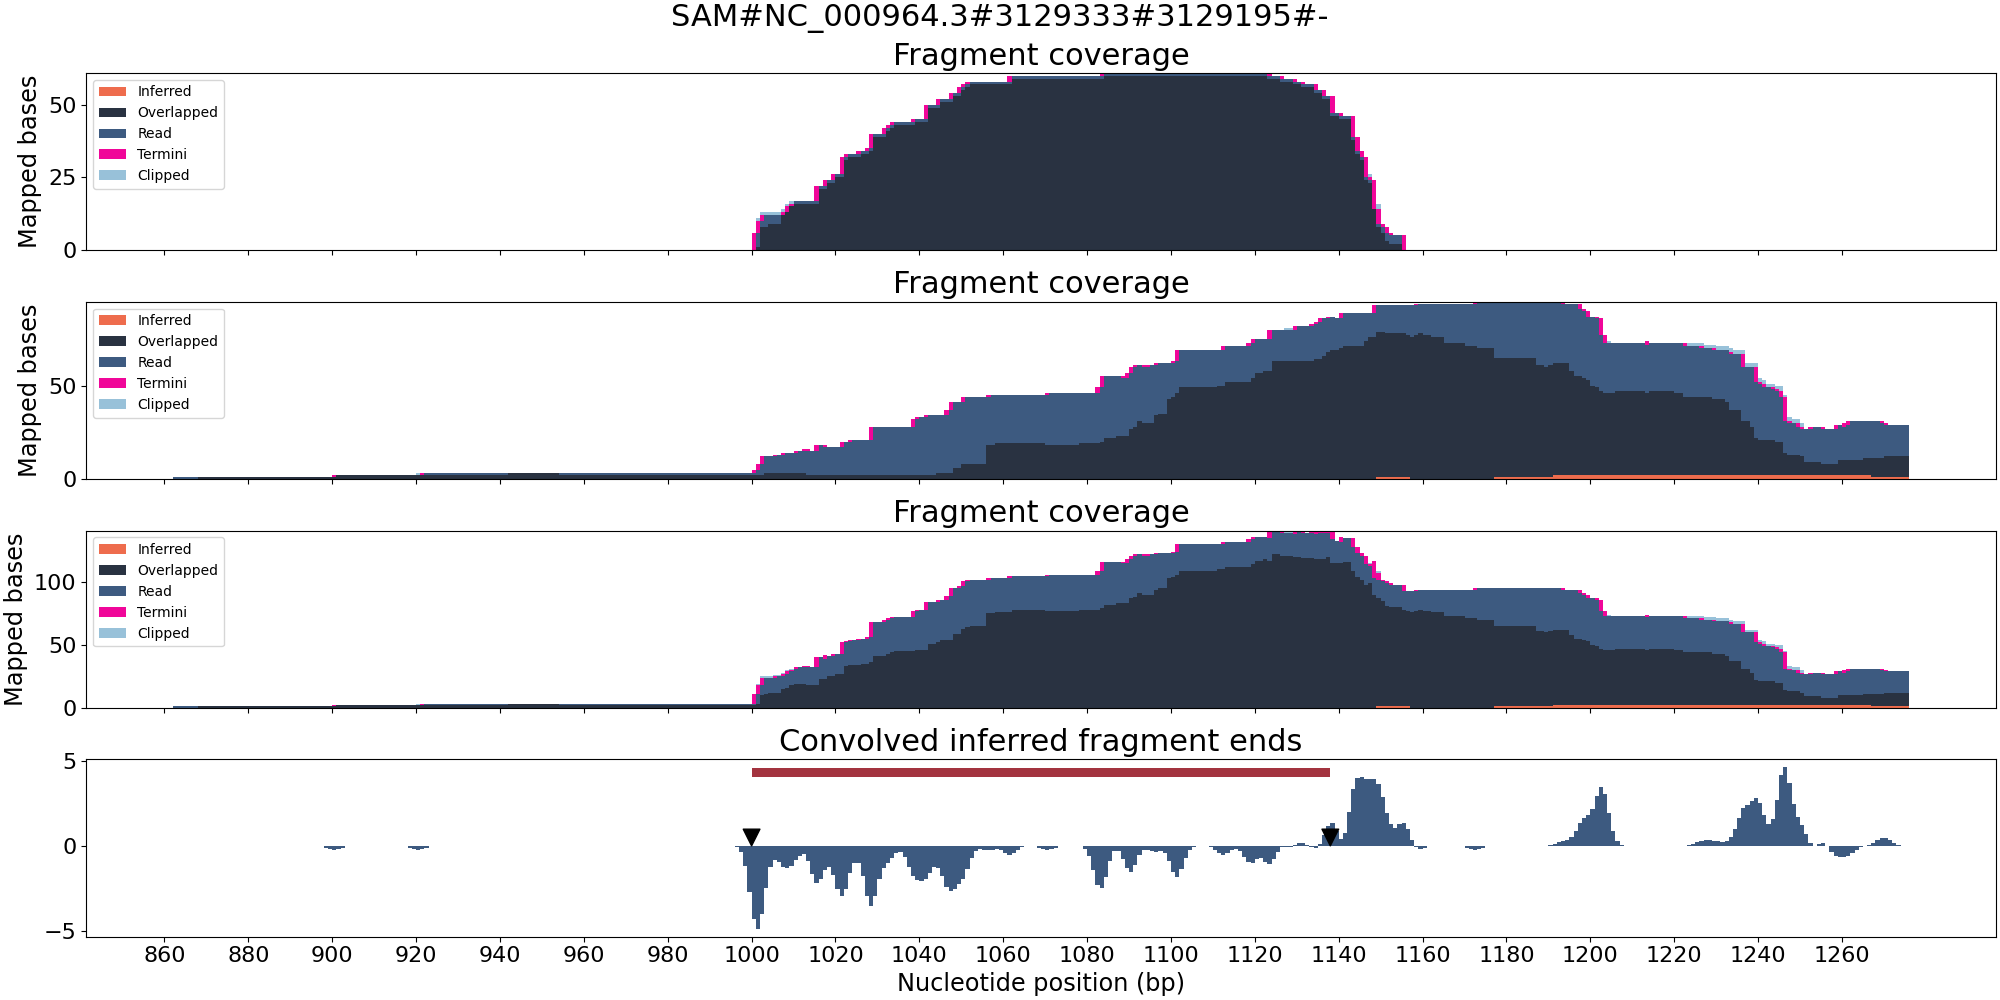 SAM#NC_000964.3#3129333#3129195#-
Fragment coverage
Mapped bases
50
25
0
Inferred
Overlapped
Read
Termini
Clipped
Fragment coverage
Mapped bases
50
0
Inferred
Overlapped
Read
Termini
Clipped
Fragment coverage
Mapped bases
100
50
0
Inferred
Overlapped
Read
Termini
Clipped
Convolved inferred fragment ends
5
0
−5
860 880 900 920 940 960 980 1000 1020 1040 1060 1080 1100 1120 1140 1160 1180 1200 1220 1240 1260
Nucleotide position (bp)